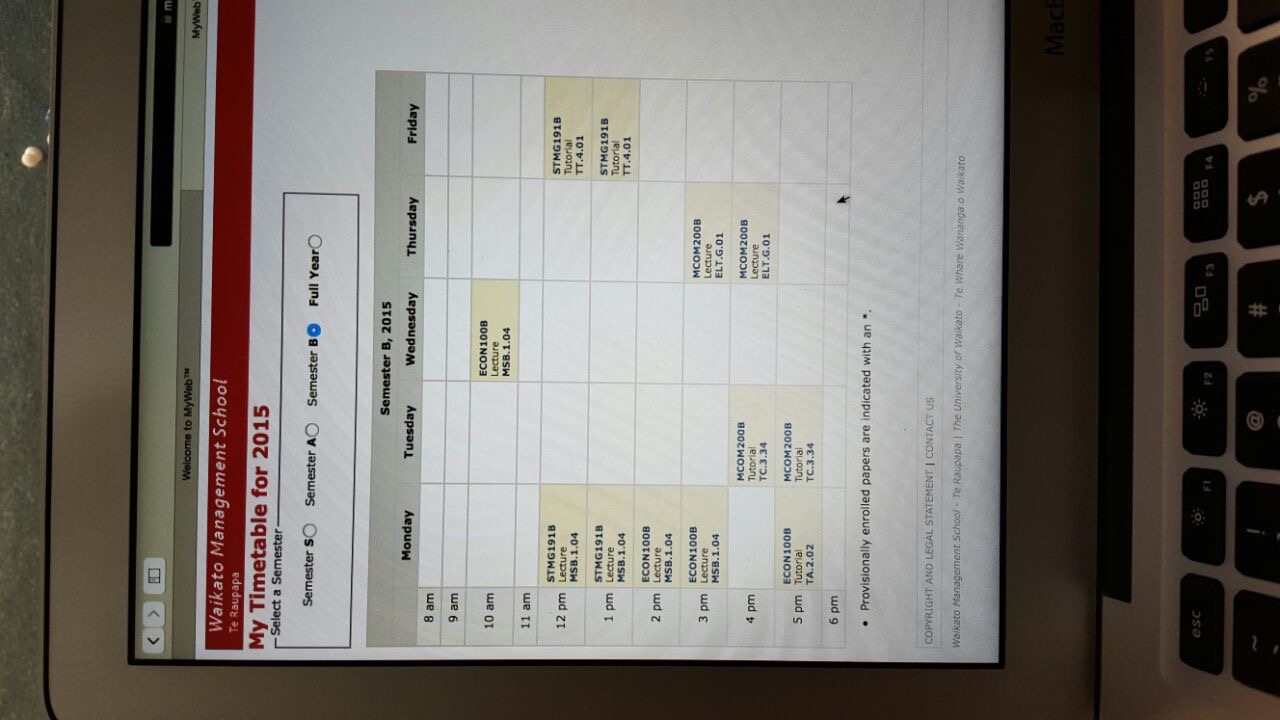 MyWeb
Welcome to MyWeb™
Waikato Management School
Te Raupapa
My Timetable for 2015
Select a Semester
Semester S Semester A Semester B Full Year
Semester B, 2015
Monday Tuesday Wednesday Thursday Friday
8 am
9 am
10 am
ECON100B
Lecture
MSB.1.04
11 am
12 pm
STMG191B
Lecture
MSB.1.04
STMG191B
Tutorial
TT.4.01
1 pm
STMG191B
Lecture
MSB.1.04
STMG191B
Tutorial
TT.4.01
2 pm
ECON100B
Lecture
MSB.1.04
3 pm
ECON100B
Lecture
MSB.1.04
MCOM200B
Lecture
ELT.G.01
4 pm
MCOM200B
Tutorial
TC.3.34
MCOM200B
Lecture
ELT.G.01
5 pm
ECON100B
Tutorial
TA.2.02
MCOM200B
Tutorial
TC.3.34
6 pm
• Provisionally enrolled papers are indicated with an *.
COPYRIGHT AND LEGAL STATEMENT | CONTACT US
Waikato Management School - Te Raupapa | The University of Waikato - Te Whare Wananga o Waikato
MacB
esc F1 F2 F3 F4 F5
~ ! @ # $ %